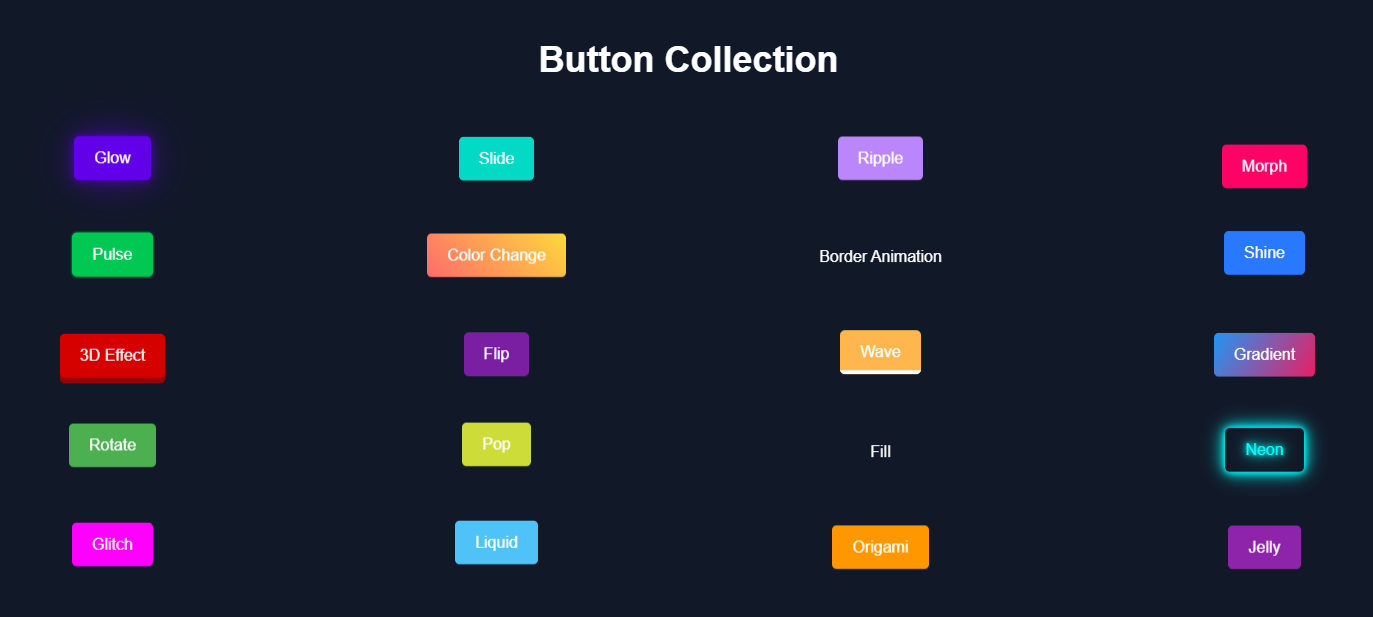 Button Collection
Glow
Slide
Ripple
Morph
Pulse
Color Change
Border Animation
Shine
3D Effect
Flip
Wave
Gradient
Rotate
Pop
Fill
Neon
Glitch
Liquid
Origami
Jelly